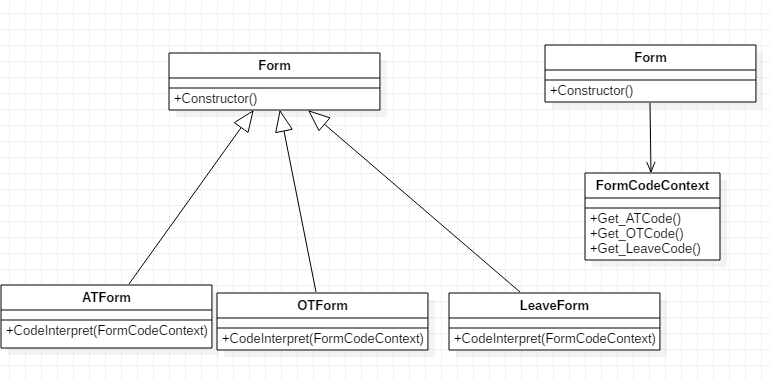 Form
+Constructor()
Form
+Constructor()
FormCodeContext
+Get_ATCode()
+Get_OTCode()
+Get_LeaveCode()
ATForm
+CodeInterpret(FormCodeContext)
OTForm
+CodeInterpret(FormCodeContext)
LeaveForm
+CodeInterpret(FormCodeContext)